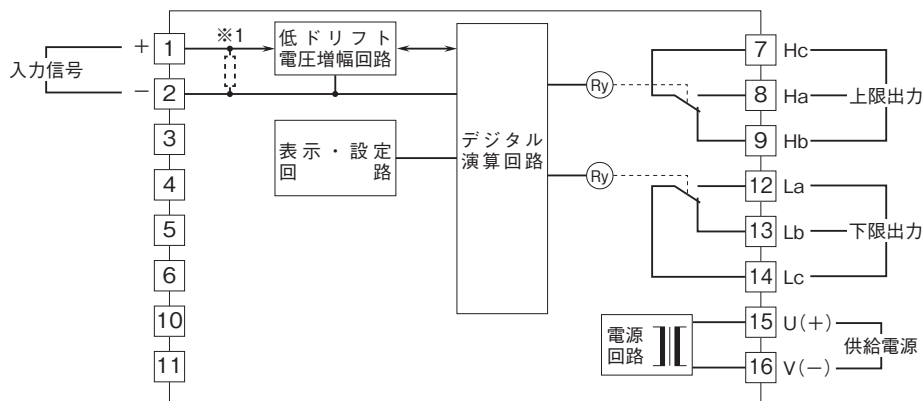 入力信号
+
−
1
2
3
4
5
6
10
11
※1
低ドリフト
電圧増幅回路
表示・設定
回路
デジタル
演算回路
Ry
Ry
7 Hc
8 Ha
9 Hb
上限出力
12 La
13 Lb
14 Lc
下限出力
電源
回路
15 U(+)
16 V(−)
供給電源